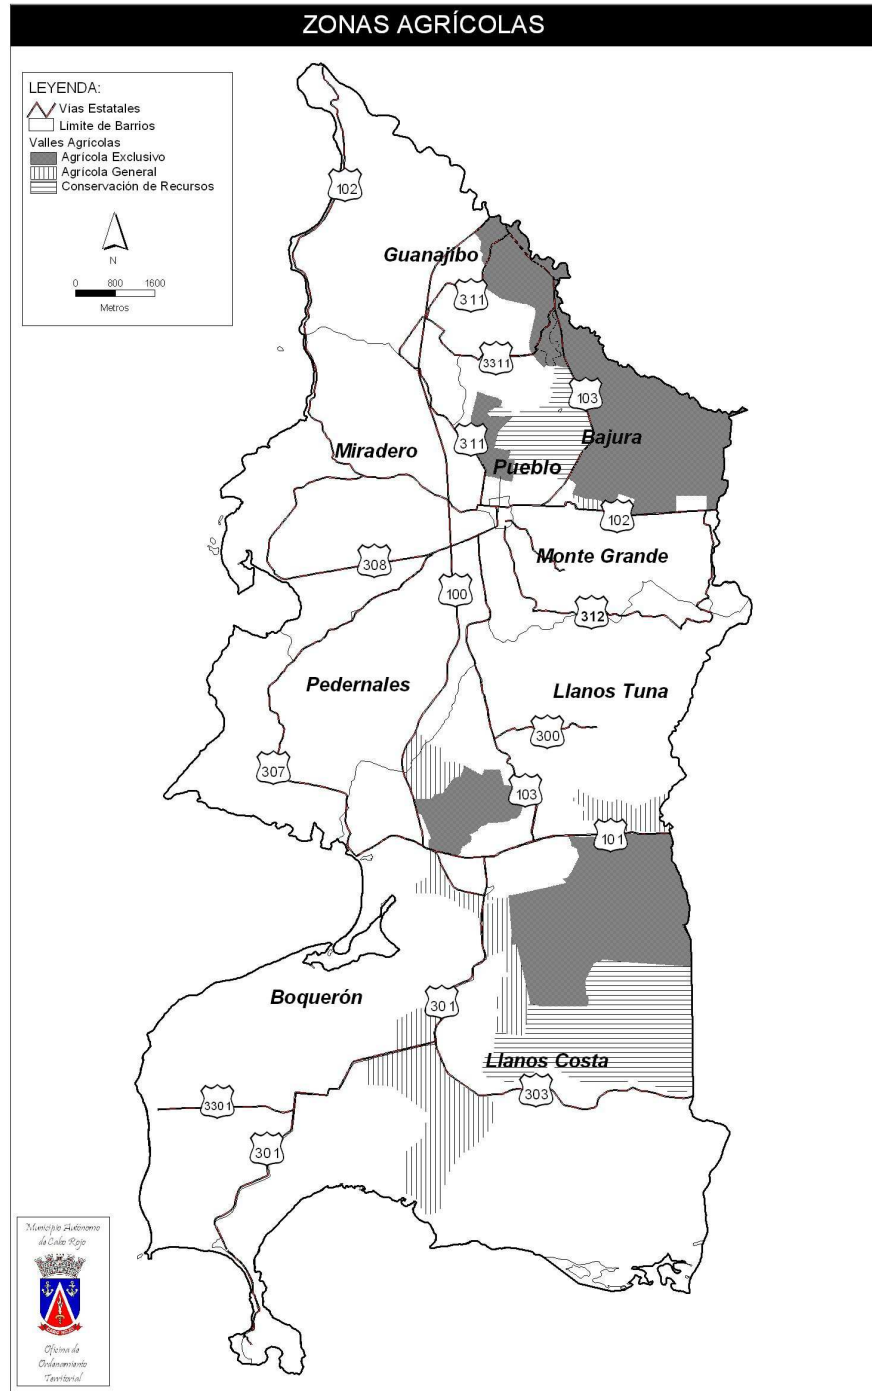 ZONAS AGRÍCOLAS
LEYENDA:
Vias Estatales
Límite de Barrios
Valles Agrícolas
Agrícola Exclusivo
Agrícola General
Conservación de Recursos
N
0 800 1600
Metros
102
Guanajibo
311
3311
103
Bajura
311
Miradero
Pueblo
102
Monte Grande
308
100
312
Pedernales
Llanos Tuna
300
307
103
101
Boquerón
301
Llanos Costa
303
3301
301
Municipio Autónomo
de Cabo Rojo
CABO ROJO
Oficina de
Ordenamiento
Territorial